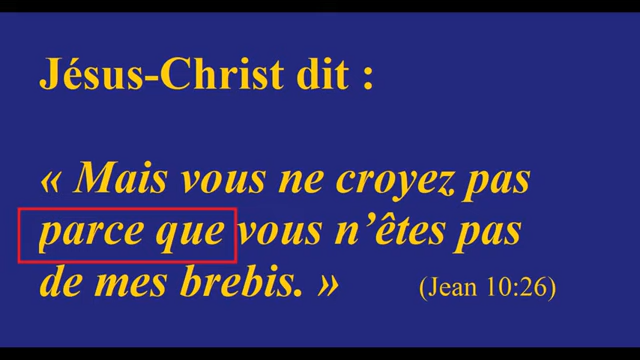 Jésus-Christ dit :
« Mais vous ne croyez pas
parce que vous n’êtes pas
de mes brebis. » (Jean 10:26)